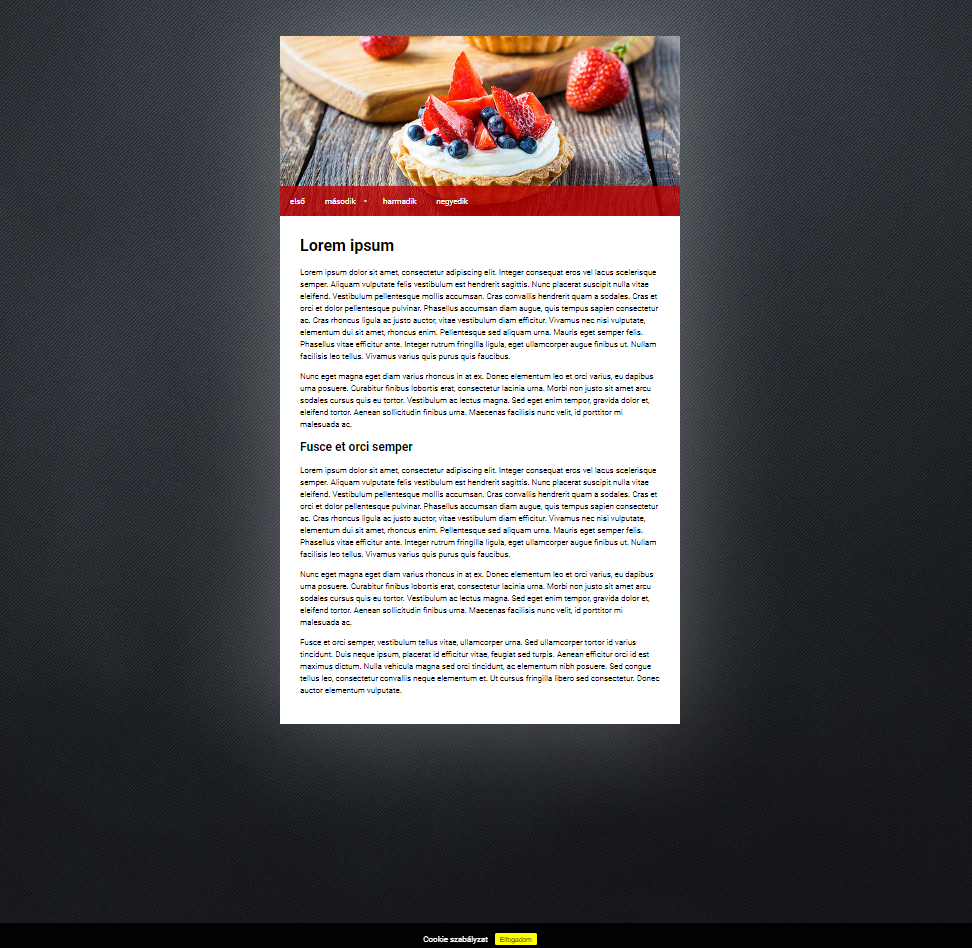 első második harmadik negyedik
Lorem ipsum
Lorem ipsum dolor sit amet, consectetur adipiscing elit. Integer consequat eros vel lacus scelerisque
semper. Aliquam vulputate felis vestibulum est hendrerit sagittis. Nunc placerat suscipit nulla vitae
eleifend. Vestibulum pellentesque mollis accumsan. Cras convallis hendrerit quam a sodales. Cras et
orci et dolor pellentesque pulvinar. Phasellus accumsan diam augue, quis tempus sapien consectetur
ac. Cras rhoncus ligula ac justo auctor, vitae vestibulum diam efficitur. Vivamus nec nisi vulputate,
elementum dui sit amet, rhoncus enim. Pellentesque sed aliquam urna. Mauris eget semper felis.
Phasellus vitae efficitur ante. Integer rutrum fringilla ligula, eget ullamcorper augue finibus ut. Nullam
facilisis leo tellus. Vivamus varius quis purus quis faucibus.
Nunc eget magna eget diam varius rhoncus in at ex. Donec elementum leo et orci varius, eu dapibus
urna posuere. Curabitur finibus lobortis erat, consectetur lacinia urna. Morbi non justo sit amet arcu
sodales cursus quis eu tortor. Vestibulum ac lectus magna. Sed eget enim tempor, gravida dolor et,
eleifend tortor. Aenean sollicitudin finibus urna. Maecenas facilisis nunc velit, id porttitor mi
malesuada ac.
Fusce et orci semper
Lorem ipsum dolor sit amet, consectetur adipiscing elit. Integer consequat eros vel lacus scelerisque
semper. Aliquam vulputate felis vestibulum est hendrerit sagittis. Nunc placerat suscipit nulla vitae
eleifend. Vestibulum pellentesque mollis accumsan. Cras convallis hendrerit quam a sodales. Cras et
orci et dolor pellentesque pulvinar. Phasellus accumsan diam augue, quis tempus sapien consectetur
ac. Cras rhoncus ligula ac justo auctor, vitae vestibulum diam efficitur. Vivamus nec nisi vulputate,
elementum dui sit amet, rhoncus enim. Pellentesque sed aliquam urna. Mauris eget semper felis.
Phasellus vitae efficitur ante. Integer rutrum fringilla ligula, eget ullamcorper augue finibus ut. Nullam
facilisis leo tellus. Vivamus varius quis purus quis faucibus.
Nunc eget magna eget diam varius rhoncus in at ex. Donec elementum leo et orci varius, eu dapibus
urna posuere. Curabitur finibus lobortis erat, consectetur lacinia urna. Morbi non justo sit amet arcu
sodales cursus quis eu tortor. Vestibulum ac lectus magna. Sed eget enim tempor, gravida dolor et,
eleifend tortor. Aenean sollicitudin finibus urna. Maecenas facilisis nunc velit, id porttitor mi
malesuada ac.
Fusce et orci semper, vestibulum tellus vitae, ullamcorper urna. Sed ullamcorper tortor id varius
tincidunt. Duis neque ipsum, placerat id efficitur vitae, feugiat sed turpis. Aenean efficitur orci id est
maximus dictum. Nulla vehicula magna sed orci tincidunt, ac elementum nibh posuere. Sed congue
tellus leo, consectetur convallis neque elementum et. Ut cursus fringilla libero sed consectetur. Donec
auctor elementum vulputate.
Cookie szabályzat Elfogadom